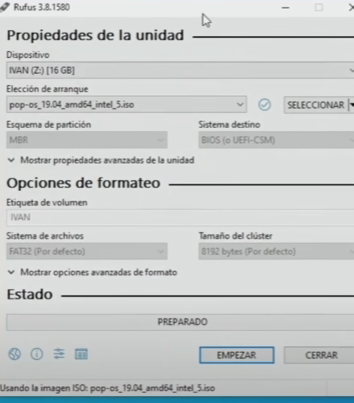 Rufus 3.8.1580
Propiedades de la unidad
Dispositivo
IVAN (Z:) [16 GB]
Elección de arranque
pop-os_19.04_amd64_intel_5.iso
SELECCIONAR
Esquema de partición
Sistema destino
MBR
BIOS (o UEFI-CSM)
Mostrar propiedades avanzadas de la unidad
Opciones de formateo
Etiqueta de volumen
IVAN
Sistema de archivos
Tamaño del clúster
FAT32 (Por defecto)
8192 bytes (Por defecto)
Mostrar opciones avanzadas de formato
Estado
PREPARADO
EMPEZAR
CERRAR
Usando la imagen ISO: pop-os_19.04_amd64_intel_5.iso